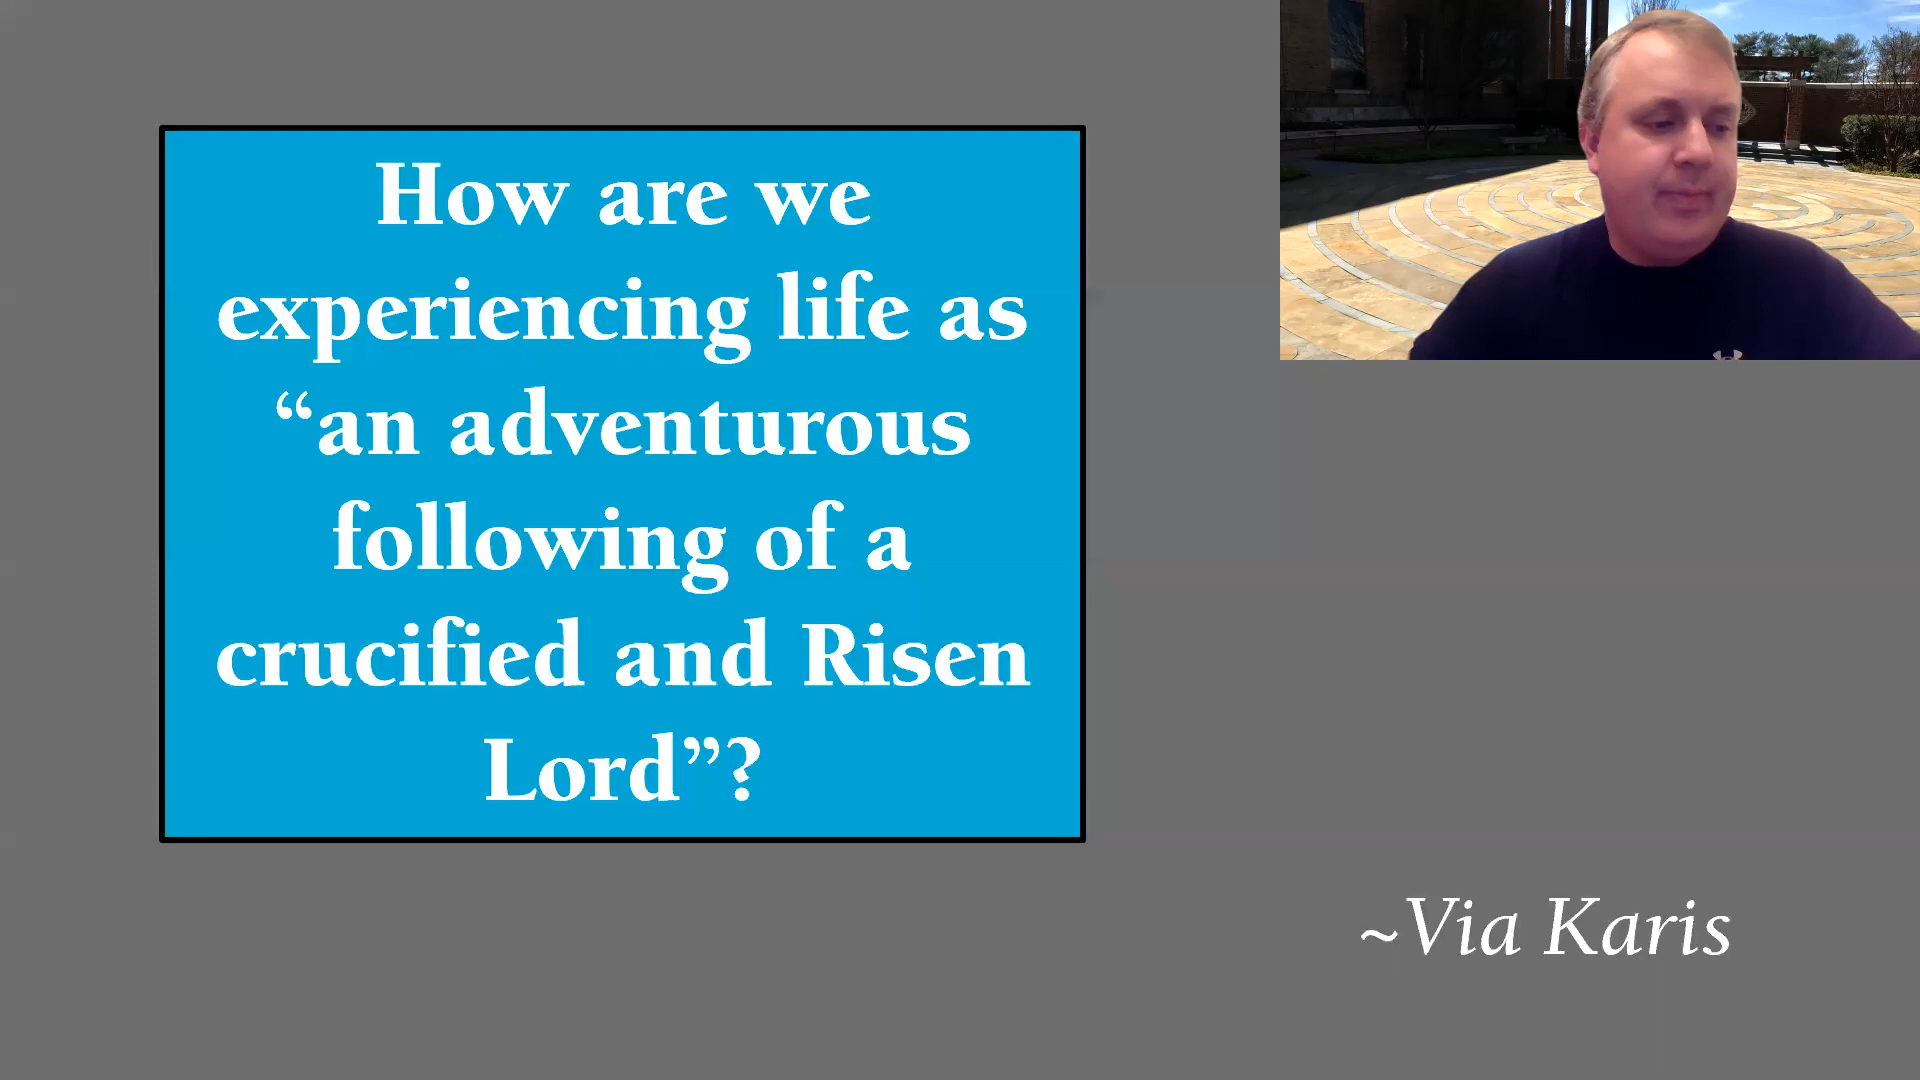 How are we
experiencing life as
“an adventurous
following of a
crucified and Risen
Lord”?
~Via Karis